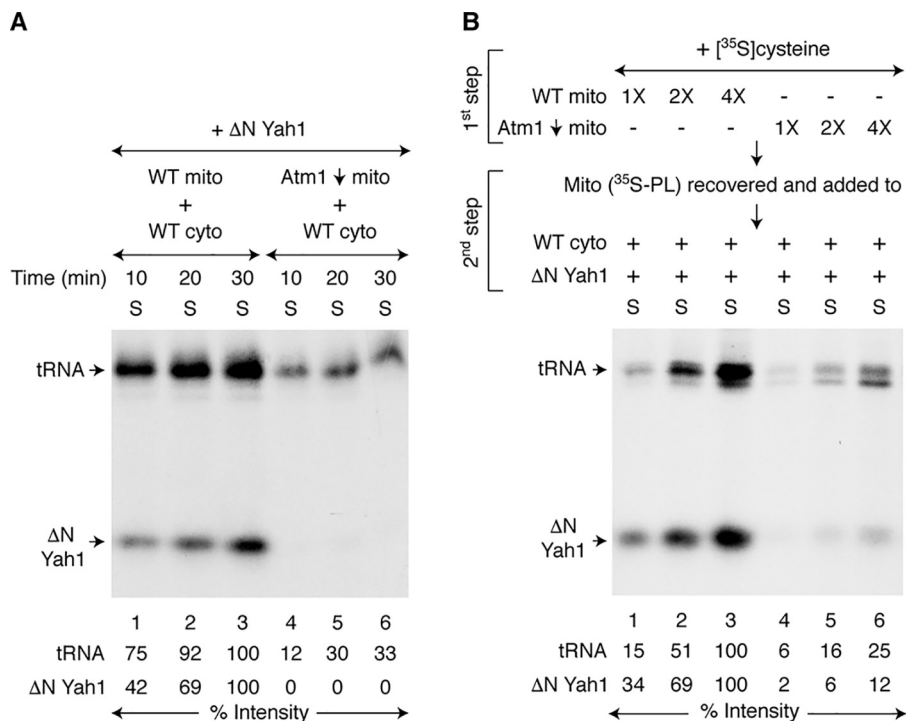 A
+ ΔN Yah1
WT mito Atm1 ↓ mito
+ +
WT cyto WT cyto
Time (min) 10 20 30 10 20 30
S S S S S S
tRNA
ΔN
Yah1
1 2 3 4 5 6
tRNA 75 92 100 12 30 33
ΔN Yah1 42 69 100 0 0 0
% Intensity
B
+ [³⁵S]cysteine
1st step
WT mito 1X 2X 4X - - -
Atm1 ↓ mito - - - 1X 2X 4X
Mito (³⁵S-PL) recovered and added to
2nd step
WT cyto + + + + + +
ΔN Yah1 + + + + + +
S S S S S S
tRNA
ΔN
Yah1
1 2 3 4 5 6
tRNA 15 51 100 6 16 25
ΔN Yah1 34 69 100 2 6 12
% Intensity